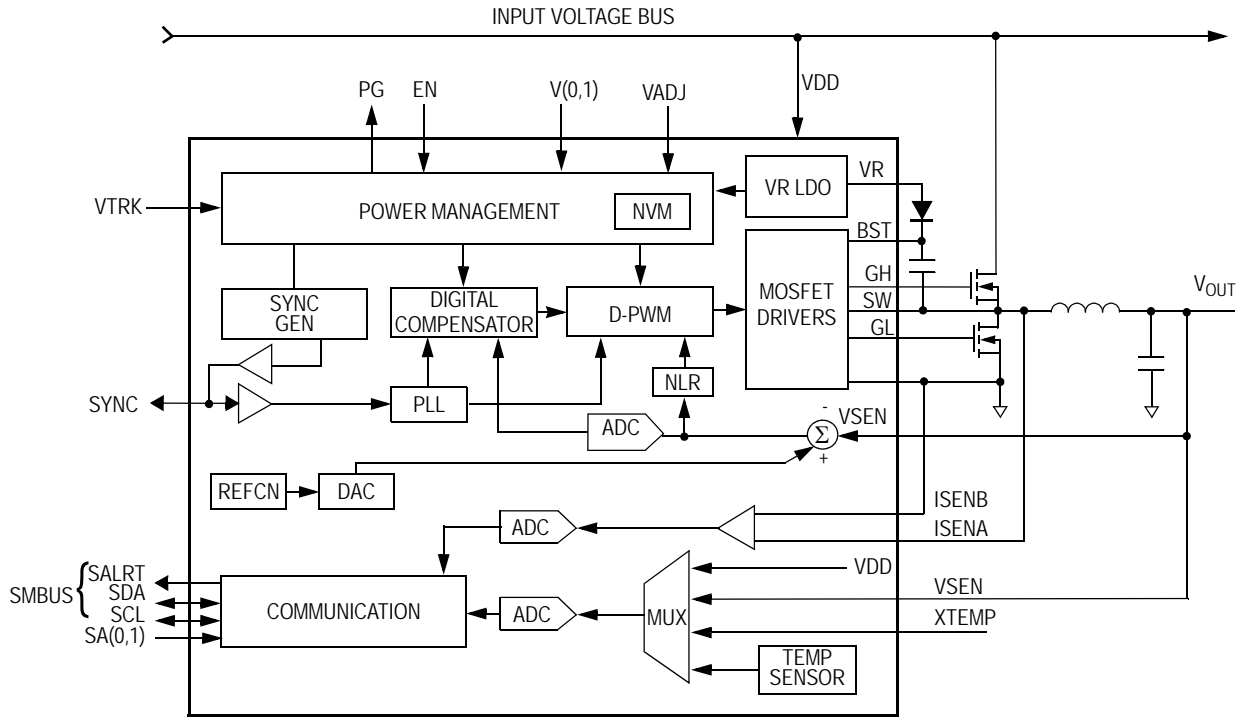 INPUT VOLTAGE BUS
VDD
PG
EN
V(0,1)
VADJ
VR
VR LDO
VTRK
POWER MANAGEMENT
NVM
BST
GH
SW
GL
MOSFET
DRIVERS
VOUT
SYNC
GEN
DIGITAL
COMPENSATOR
D-PWM
NLR
SYNC
PLL
ADC
-
VSEN
Σ
+
REFCN
DAC
ISENB
ISENA
ADC
VDD
SMBUS {
SALRT
SDA
SCL
SA(0,1)
COMMUNICATION
ADC
MUX
VSEN
XTEMP
TEMP
SENSOR